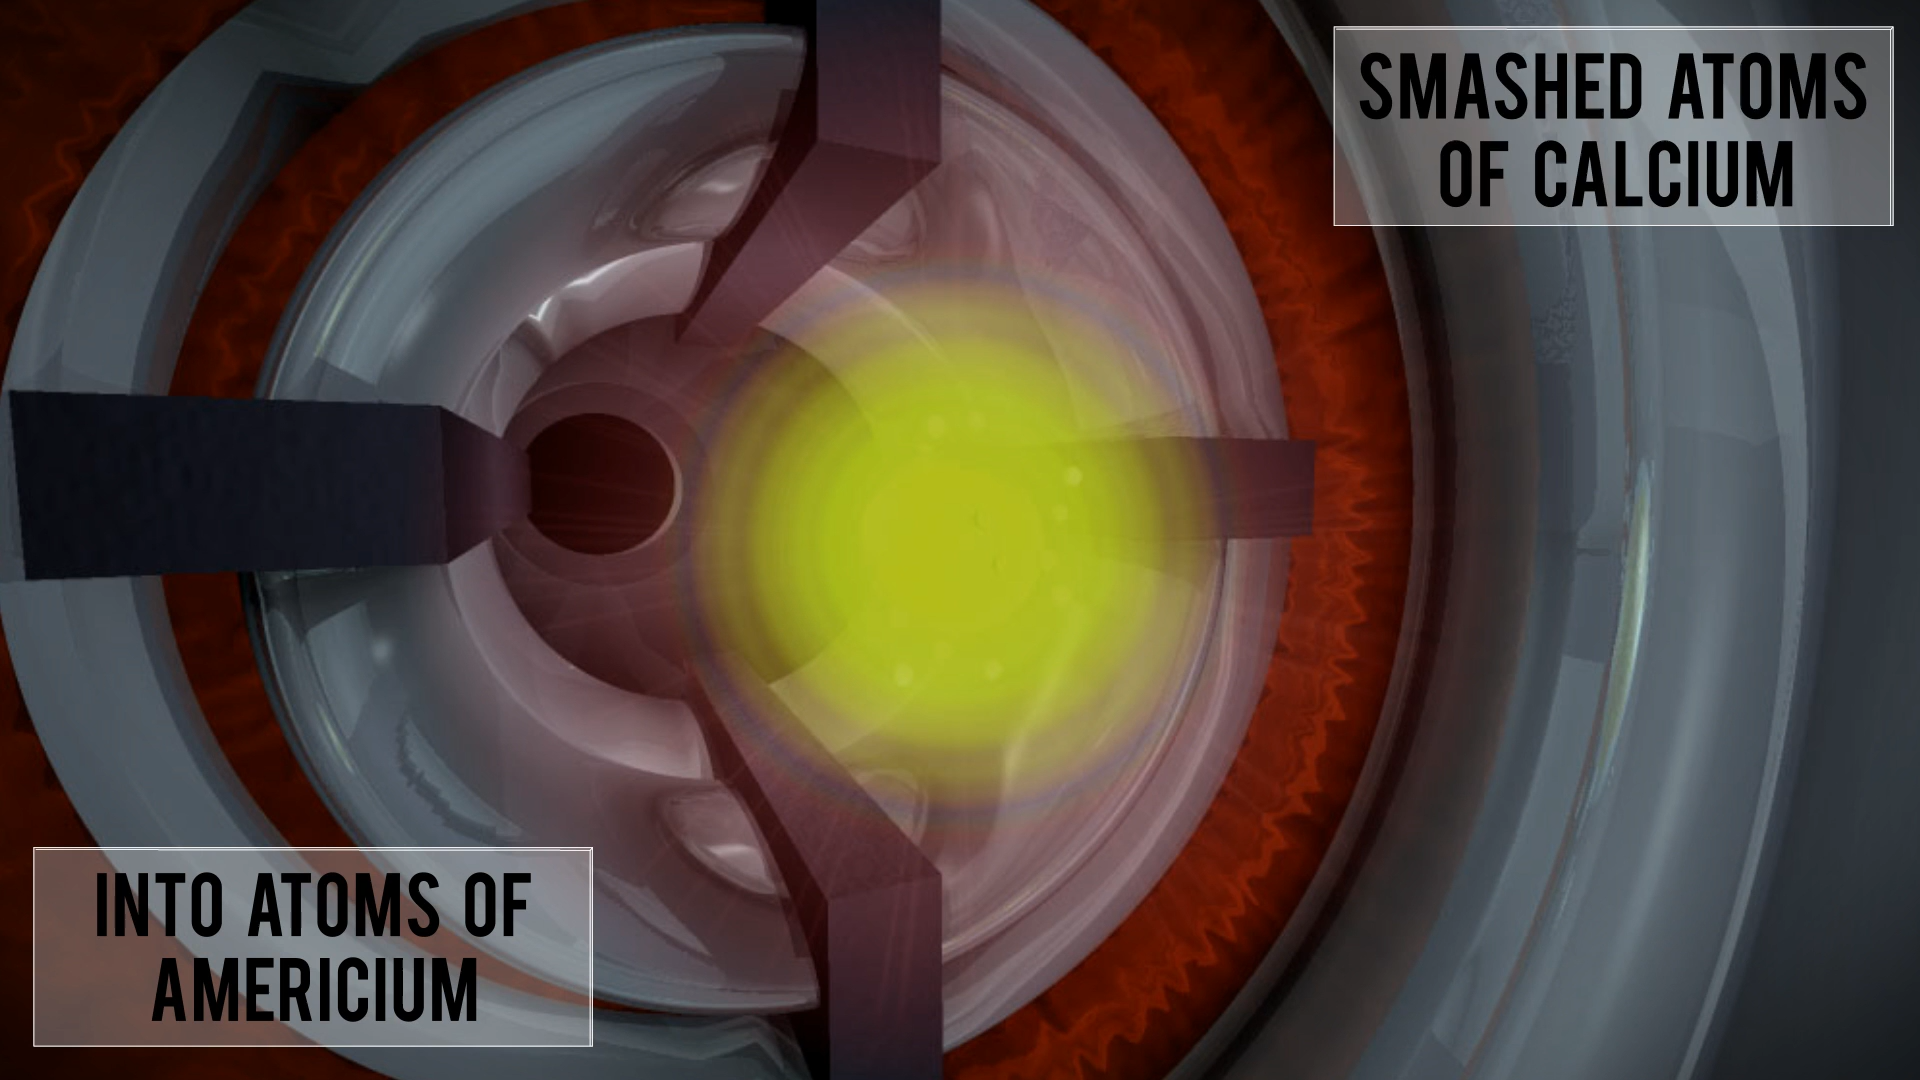 SMASHED ATOMS
OF CALCIUM
INTO ATOMS OF
AMERICIUM